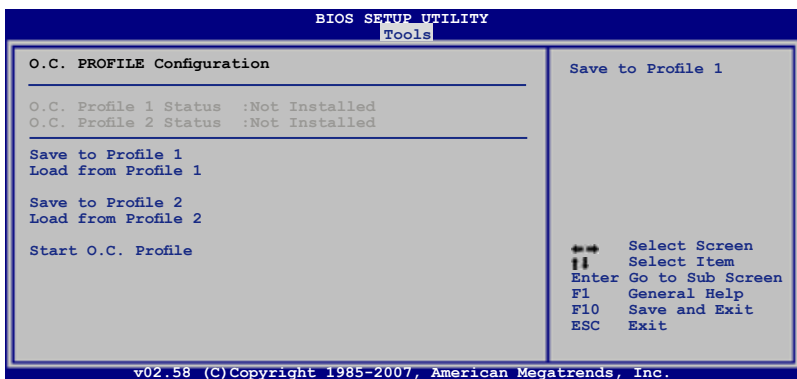 BIOS SETUP UTILITY
Tools
O.C. PROFILE Configuration
O.C. Profile 1 Status :Not Installed
O.C. Profile 2 Status :Not Installed
Save to Profile 1
Load from Profile 1
Save to Profile 2
Load from Profile 2
Start O.C. Profile
Save to Profile 1
Select Screen
Select Item
Enter Go to Sub Screen
F1 General Help
F10 Save and Exit
ESC Exit
v02.58 (C)Copyright 1985-2007, American Megatrends, Inc.